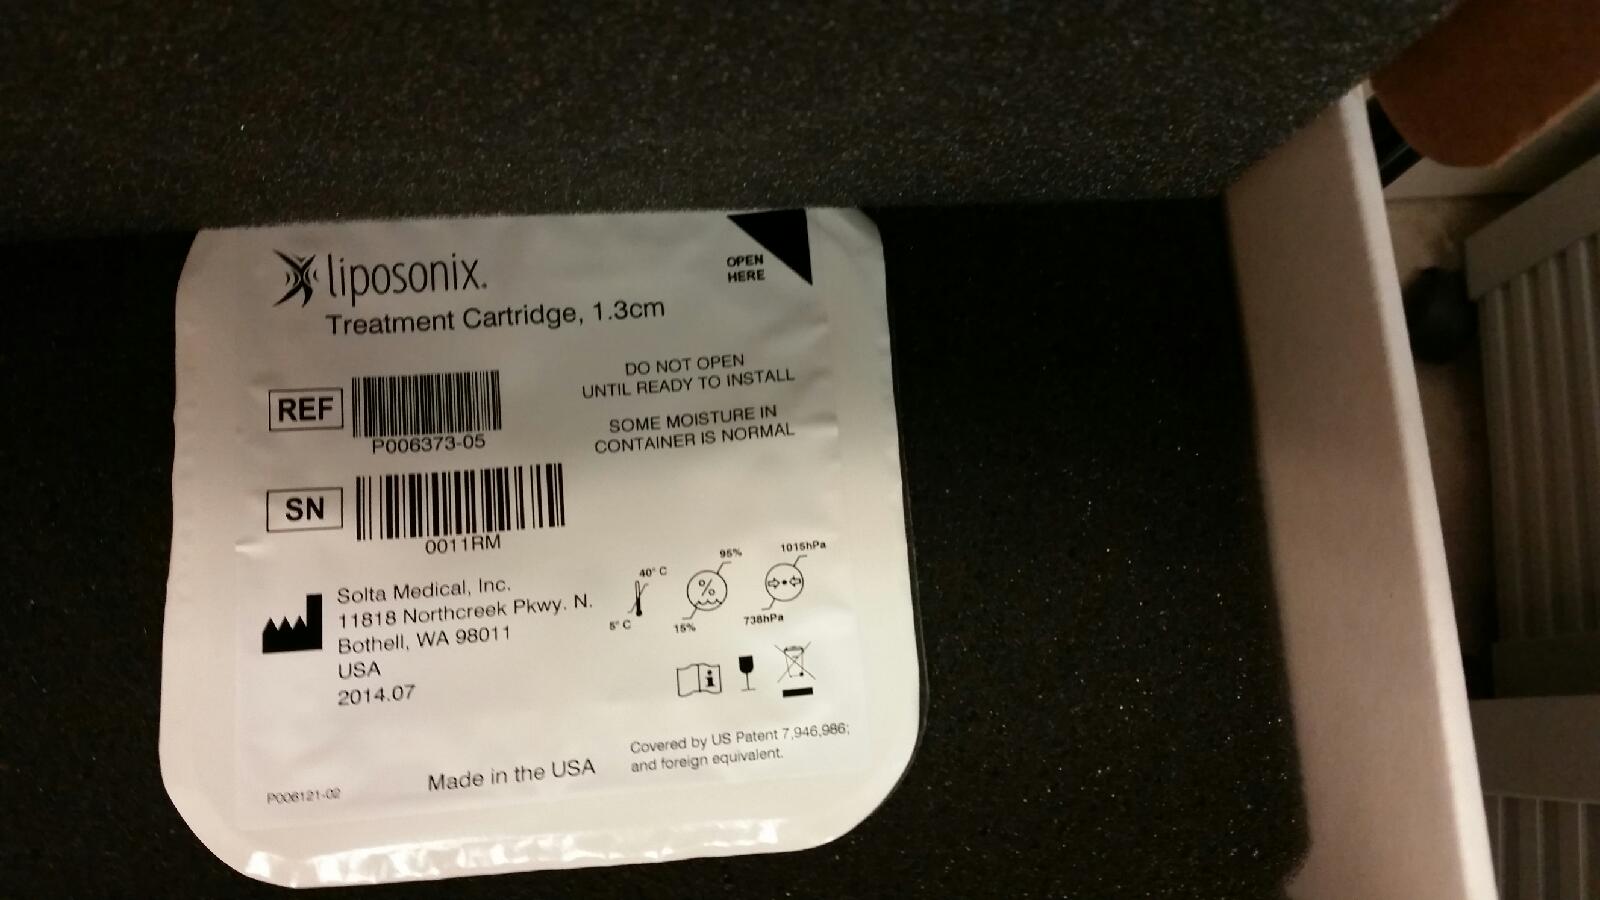 liposonix.
Treatment Cartridge, 1.3cm
OPEN
HERE
REF
P006373-05
DO NOT OPEN
UNTIL READY TO INSTALL
SOME MOISTURE IN
CONTAINER IS NORMAL
SN
0011RM
Solta Medical, Inc.
11818 Northcreek Pkwy. N.
Bothell, WA 98011
USA
2014.07
40° C
5° C
95%
%
15%
1015hPa
738hPa
i
Covered by US Patent 7,946,986;
and foreign equivalent.
Made in the USA
P006121-02